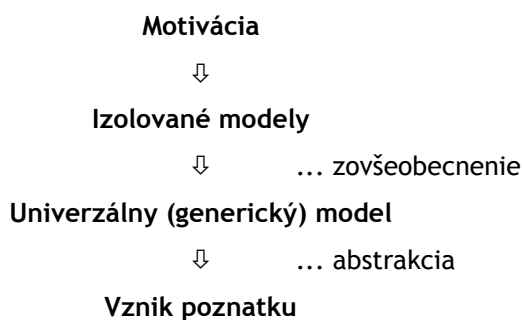 Motivácia
⇩
Izolované modely
⇩ ... zovšeobecnenie
Univerzálny (generický) model
⇩ ... abstrakcia
Vznik poznatku